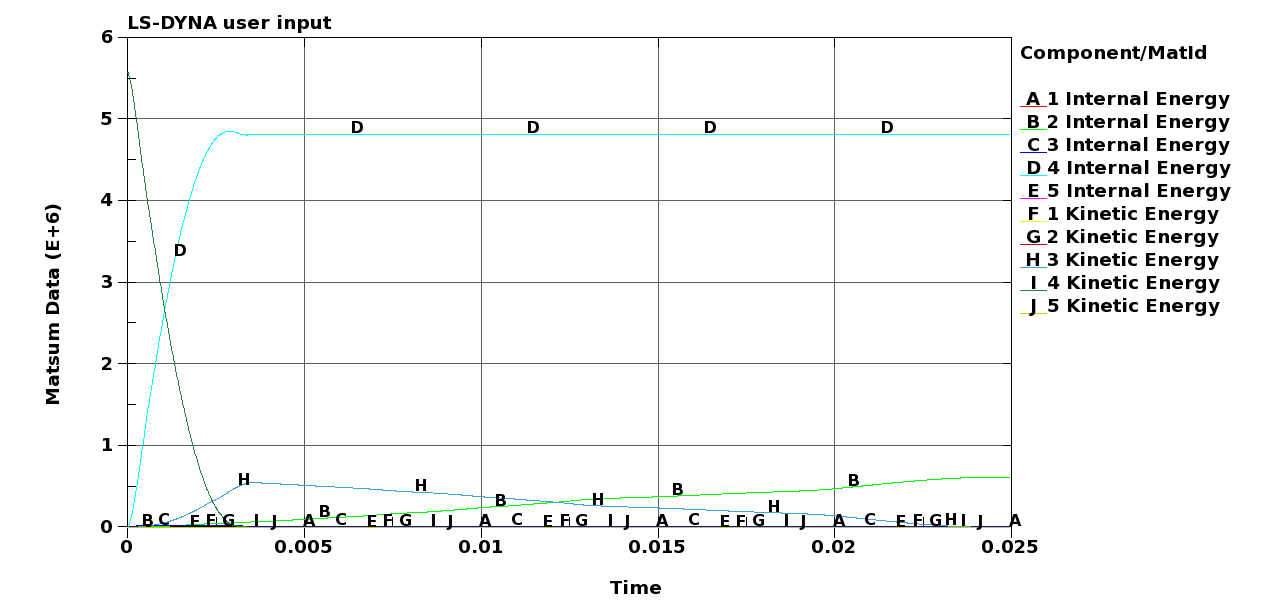 LS-DYNA user input
Component/MatId
A 1 Internal Energy
B 2 Internal Energy
C 3 Internal Energy
D 4 Internal Energy
E 5 Internal Energy
F 1 Kinetic Energy
G 2 Kinetic Energy
H 3 Kinetic Energy
I 4 Kinetic Energy
J 5 Kinetic Energy
Matsum Data (E+6)
6
5
4
3
2
1
0
D D D D
D
H H B H B H B
B C E F G I J A B C E F G I J A C E F G I J A C E F G I J A C E F G H I J A
0 0.005 0.01 0.015 0.02 0.025
Time